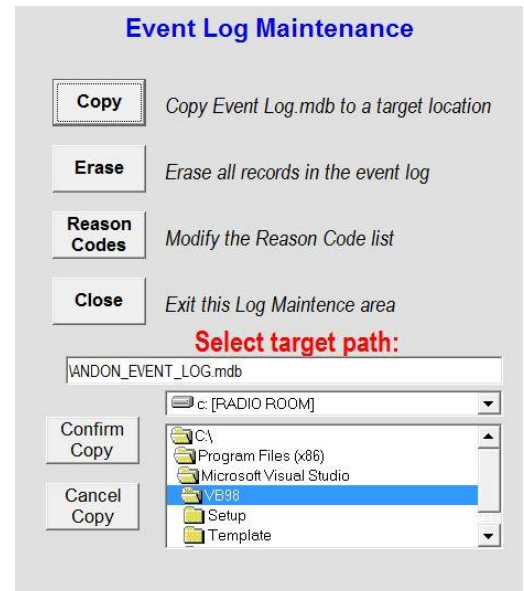 Event Log Maintenance
Copy
Copy Event Log.mdb to a target location
Erase
Erase all records in the event log
Reason
Codes
Modify the Reason Code list
Close
Exit this Log Maintence area
Select target path:
\ANDON_EVENT_LOG.mdb
c: [RADIO ROOM]
Confirm
Copy
C:\
Program Files (x86)
Microsoft Visual Studio
VB98
Setup
Template
Cancel
Copy